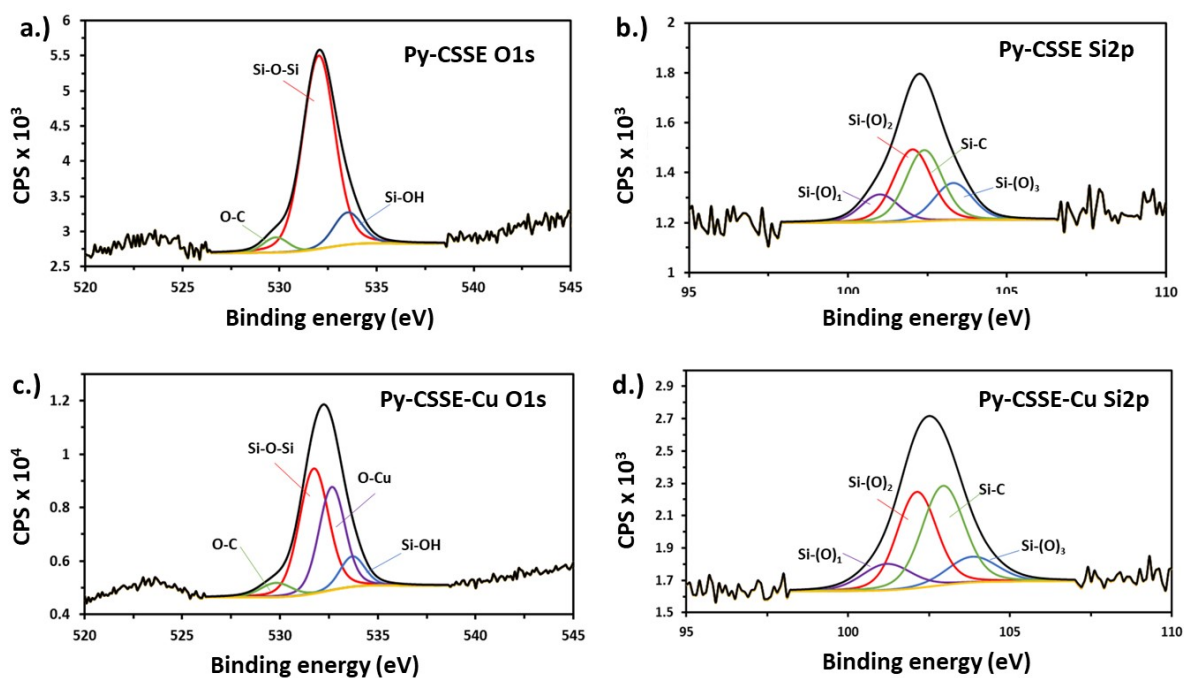 a.)
Py-CSSE O1s
CPS x 10³
6
5.5
5
4.5
4
3.5
3
2.5
Si-O-Si
O-C
Si-OH
520 525 530 535 540 545
Binding energy (eV)
b.)
Py-CSSE Si2p
CPS x 10³
2
1.8
1.6
1.4
1.2
1
Si-(O)₂
Si-C
Si-(O)₁
Si-(O)₃
95 100 105 110
Binding energy (eV)
c.)
Py-CSSE-Cu O1s
CPS x 10⁴
1.2
1
0.8
0.6
0.4
Si-O-Si
O-Cu
O-C
Si-OH
520 525 530 535 540 545
Binding energy (eV)
d.)
Py-CSSE-Cu Si2p
CPS x 10³
2.9
2.7
2.5
2.3
2.1
1.9
1.7
1.5
Si-(O)₂
Si-C
Si-(O)₁
Si-(O)₃
95 100 105 110
Binding energy (eV)